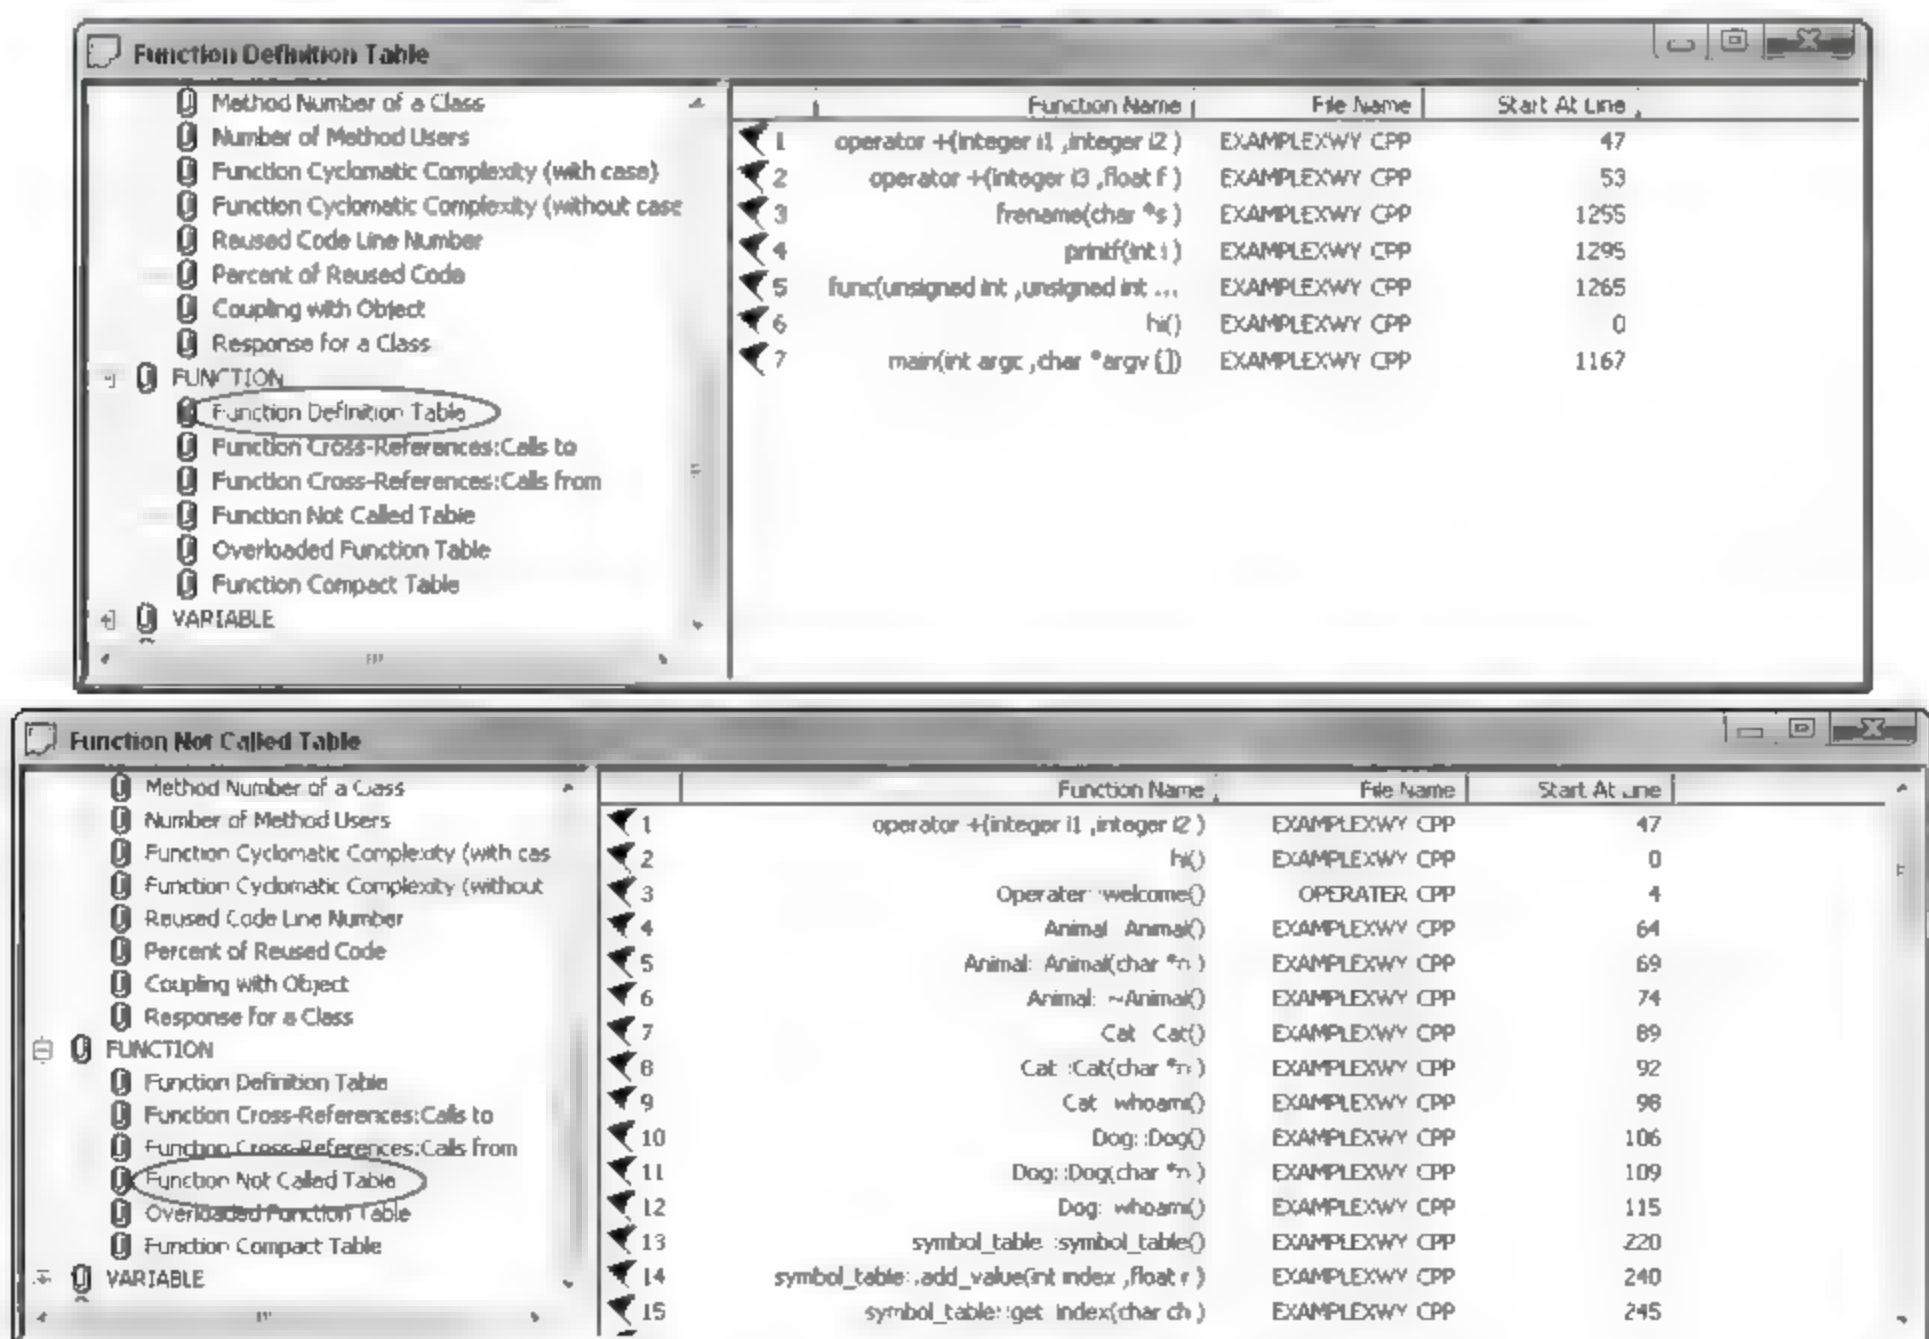 Function Definition Table
Method Number of a Class
Number of Method Users
Function Cyclomatic Complexity (with case)
Function Cyclomatic Complexity (without case
Reused Code Line Number
Percent of Reused Code
Coupling with Object
Response for a Class
FUNCTION
Function Definition Table
Function Cross-References:Calls to
Function Cross-References:Calls from
Function Not Called Table
Overloaded Function Table
Function Compact Table
VARIABLE
Function Name File Name Start At Line
1 operator +(integer i1 ,integer i2 ) EXAMPLEXWY CPP 47
2 operator +(integer i3 ,float f ) EXAMPLEXWY CPP 53
3 frename(char *s ) EXAMPLEXWY CPP 1255
4 printf(int i ) EXAMPLEXWY CPP 1295
5 func(unsigned int ,unsigned int ... EXAMPLEXWY CPP 1265
6 hi() EXAMPLEXWY CPP 0
7 main(int argc ,char *argv []) EXAMPLEXWY CPP 1167
Function Not Called Table
Method Number of a Class
Number of Method Users
Function Cyclomatic Complexity (with cas
Function Cyclomatic Complexity (without
Reused Code Line Number
Percent of Reused Code
Coupling with Object
Response for a Class
FUNCTION
Function Definition Table
Function Cross-References:Calls to
Function Cross-References:Calls from
Function Not Called Table
Overloaded Function Table
Function Compact Table
VARIABLE
Function Name File Name Start At Line
1 operator +(integer i1 ,integer i2 ) EXAMPLEXWY CPP 47
2 hi() EXAMPLEXWY CPP 0
3 Operater::welcome() OPERATER CPP 4
4 Animal::Animal() EXAMPLEXWY CPP 64
5 Animal::Animal(char *n ) EXAMPLEXWY CPP 69
6 Animal::~Animal() EXAMPLEXWY CPP 74
7 Cat::Cat() EXAMPLEXWY CPP 89
8 Cat::Cat(char *n ) EXAMPLEXWY CPP 92
9 Cat::whoami() EXAMPLEXWY CPP 98
10 Dog::Dog() EXAMPLEXWY CPP 106
11 Dog::Dog(char *n ) EXAMPLEXWY CPP 109
12 Dog::whoami() EXAMPLEXWY CPP 115
13 symbol_table::symbol_table() EXAMPLEXWY CPP 220
14 symbol_table::add_value(int index ,float r ) EXAMPLEXWY CPP 240
15 symbol_table::get_index(char ch ) EXAMPLEXWY CPP 245